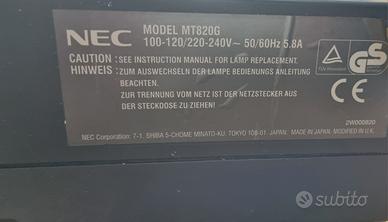 NEC
MODEL MT820G
100-120/220-240V~ 50/60Hz 5.8A
CAUTION : SEE INSTRUCTION MANUAL FOR LAMP REPLACEMENT.
HINWEIS : ZUM AUSWECHSELN DER LAMPE BEDIENUNGS ANLEITUNG
BEACHTEN
ZUR TRENNUNG VOM NETZ IST DER NETZSTECKER AUS
DER STECKDOSE ZU ZIEHEN
2W000820
NEC Corporation: 7-1, SHIBA 5-CHOME MINATO-KU, TOKYO 108-01, JAPAN MADE IN JAPAN, MODIFIED IN U.K.
GS
subito